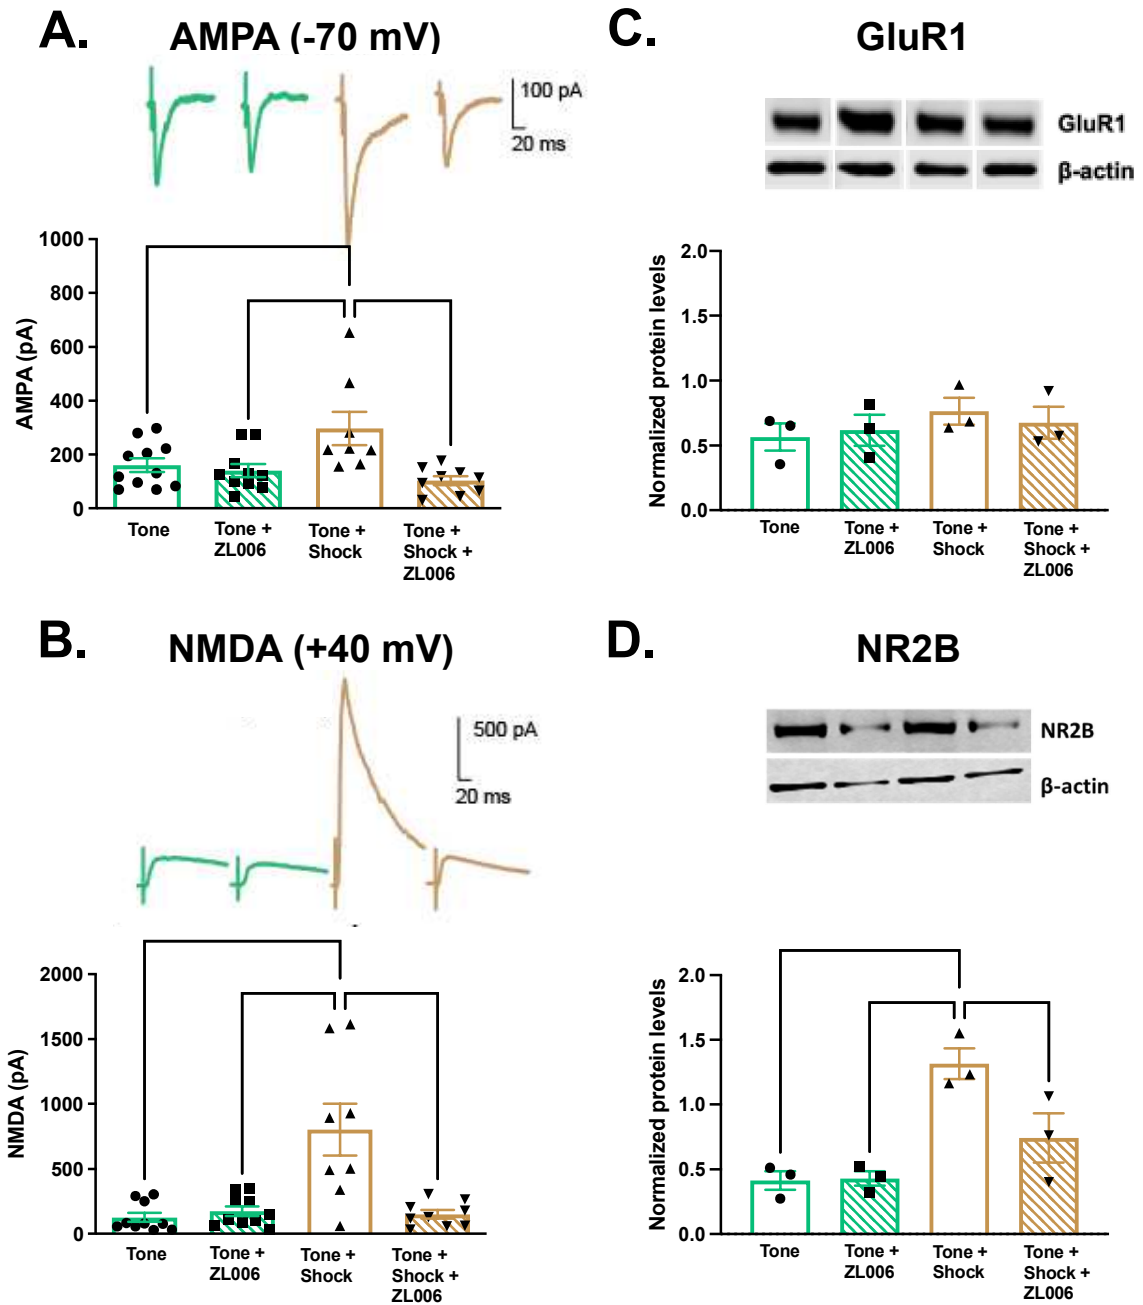 A.
AMPA (-70 mV)
100 pA
20 ms
1000
800
600
400
200
0
AMPA (pA)
Tone
Tone +
ZL006
Tone +
Shock
Tone +
Shock +
ZL006
B.
NMDA (+40 mV)
500 pA
20 ms
2000
1500
1000
500
0
NMDA (pA)
Tone
Tone +
ZL006
Tone +
Shock
Tone +
Shock +
ZL006
C.
GluR1
GluR1
β-actin
2.0
1.5
1.0
0.5
0.0
Normalized protein levels
Tone
Tone +
ZL006
Tone +
Shock
Tone +
Shock +
ZL006
D.
NR2B
NR2B
β-actin
2.0
1.5
1.0
0.5
0.0
Normalized protein levels
Tone
Tone +
ZL006
Tone +
Shock
Tone +
Shock +
ZL006